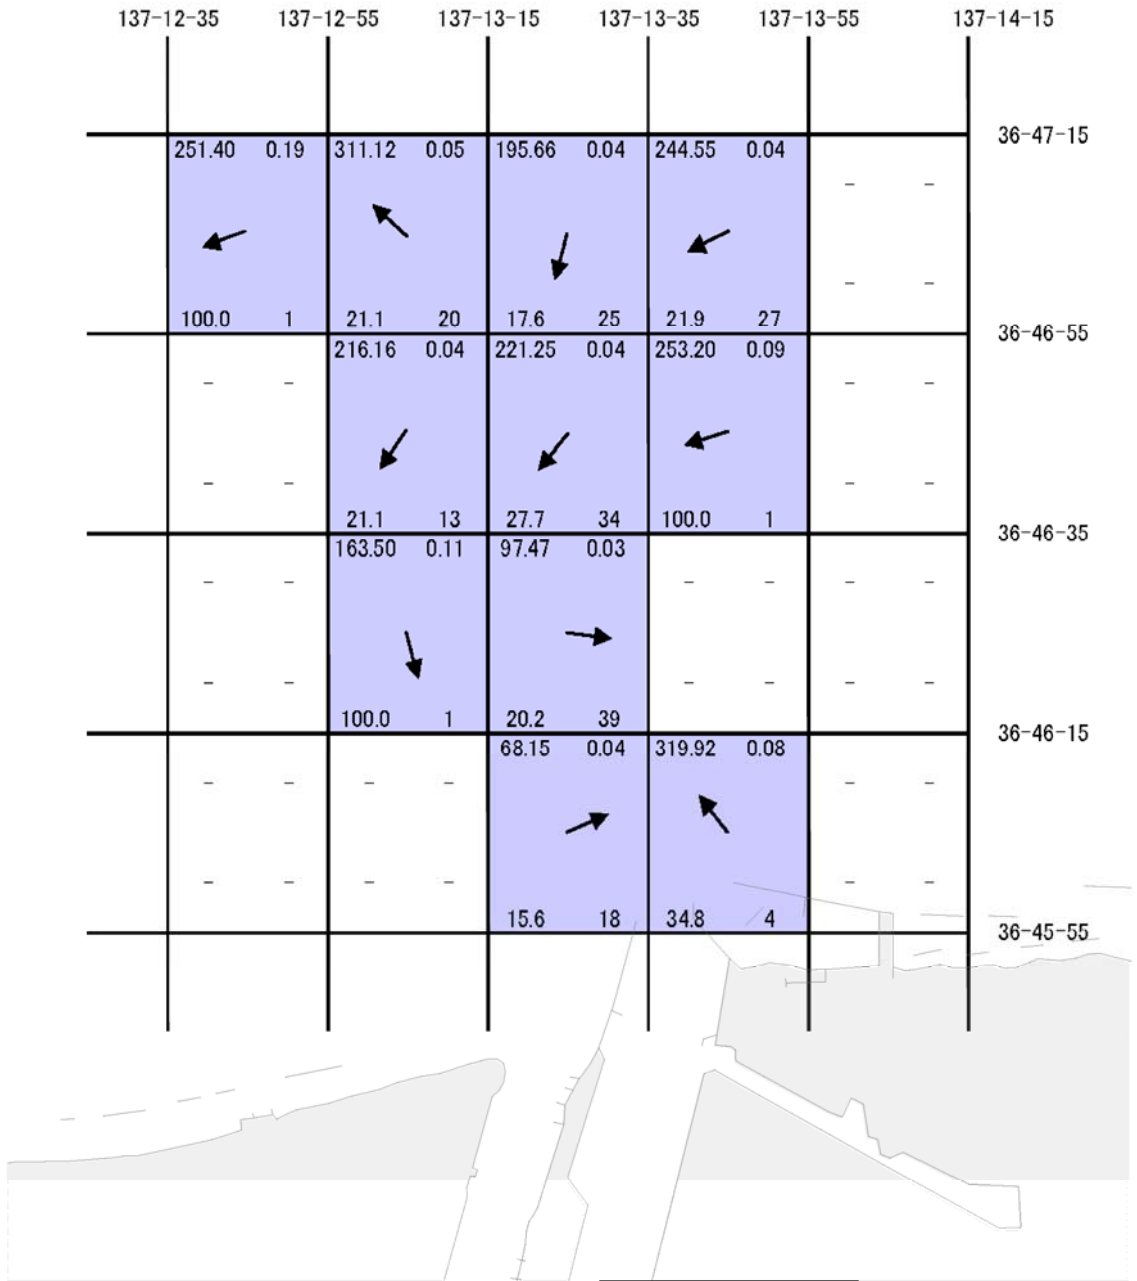 137-12-35 137-12-55 137-13-15 137-13-35 137-13-55 137-14-15
36-47-15
251.40 0.19 311.12 0.05 195.66 0.04 244.55 0.04
- -
- -
100.0 1 21.1 20 17.6 25 21.9 27
36-46-55
216.16 0.04 221.25 0.04 253.20 0.09
- - - -
- - - -
21.1 13 27.7 34 100.0 1
36-46-35
163.50 0.11 97.47 0.03
- - - - - -
- - - - - -
100.0 1 20.2 39
36-46-15
68.15 0.04 319.92 0.08
- - - - - -
- - - - - -
15.6 18 34.8 4
36-45-55